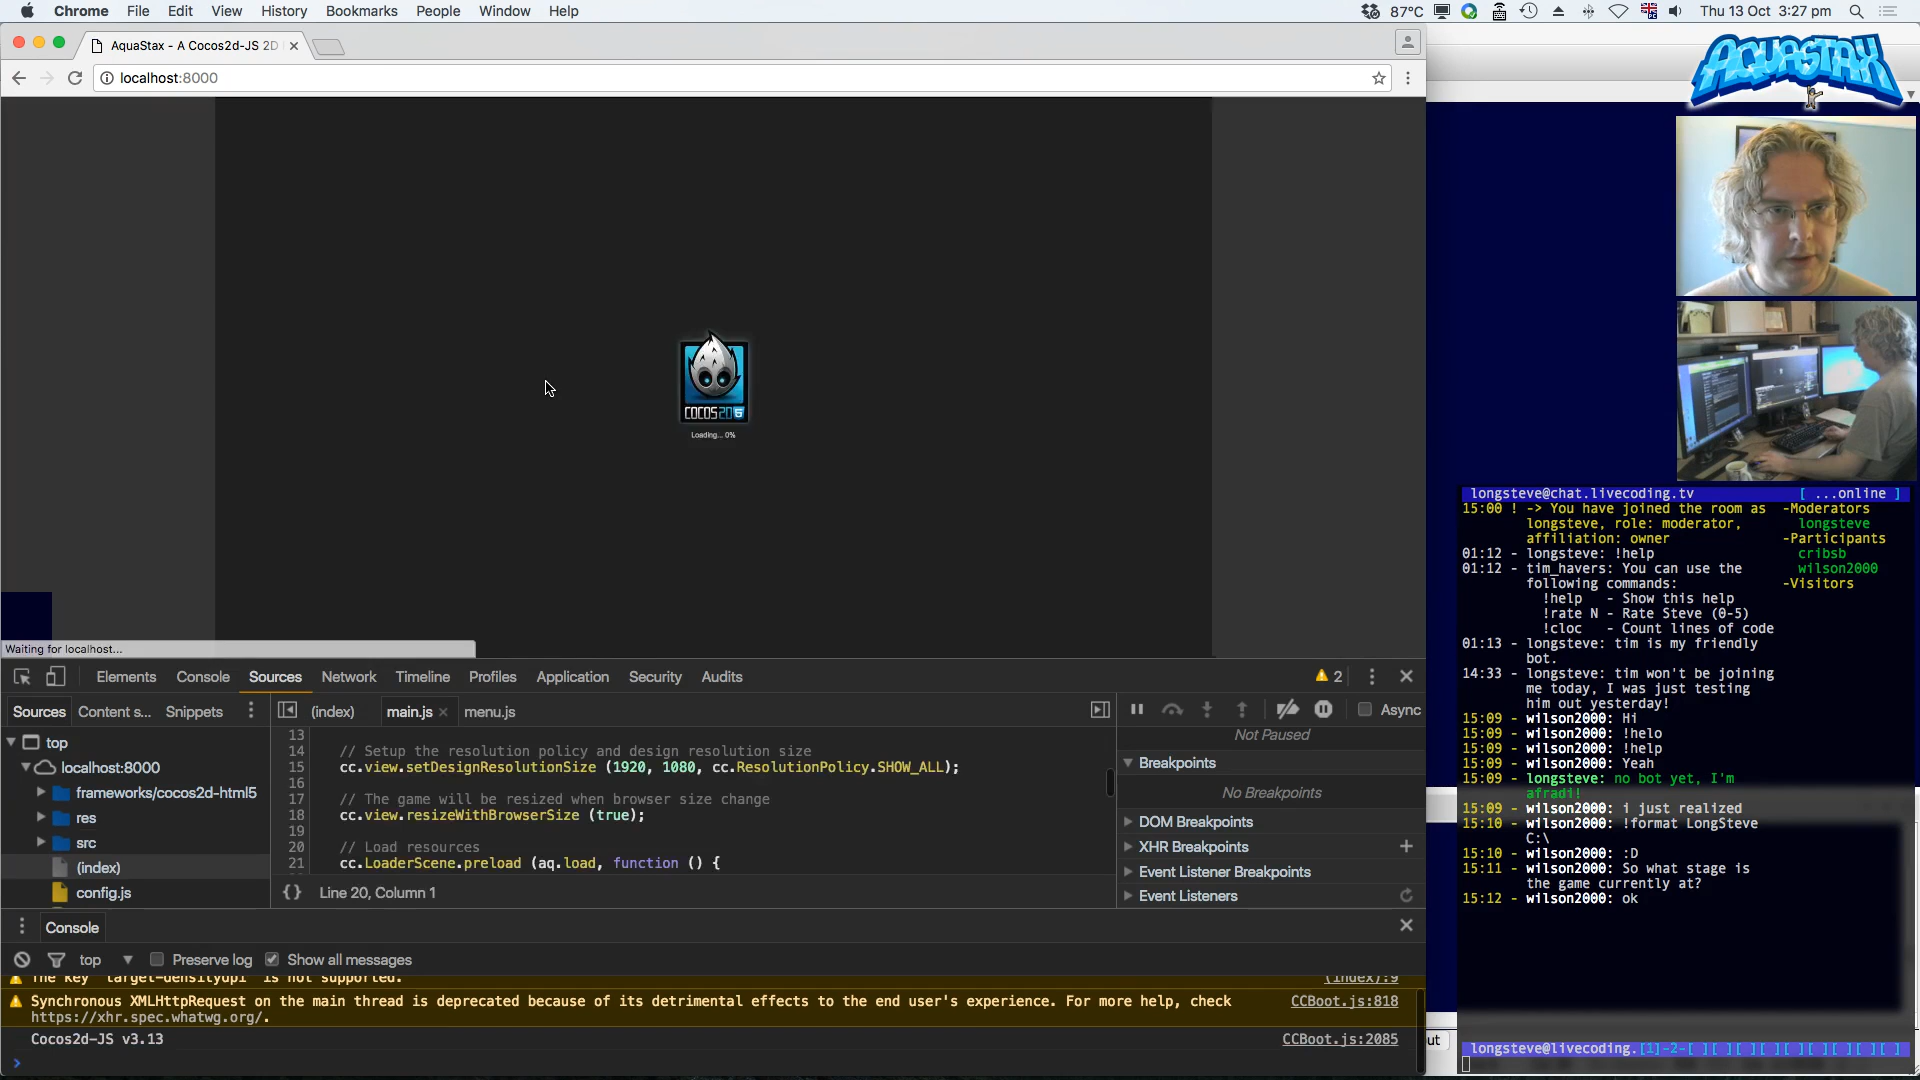 Chrome File Edit View History Bookmarks People Window Help
87°C Thu 13 Oct 3:27 pm
AquaStax - A Cocos2d-JS 2D
localhost:8000
AQUASTAX
COCOS2D
Loading... 0%
Waiting for localhost...
Elements Console Sources Network Timeline Profiles Application Security Audits
2
Sources Content s... Snippets
(index) main.js menu.js
Async
top
localhost:8000
frameworks/cocos2d-html5
res
src
(index)
config.js
13
14 // Setup the resolution policy and design resolution size
15 cc.view.setDesignResolutionSize (1920, 1080, cc.ResolutionPolicy.SHOW_ALL);
16
17 // The game will be resized when browser size change
18 cc.view.resizeWithBrowserSize (true);
19
20 // Load resources
21 cc.LoaderScene.preload (aq.load, function () {
{} Line 20, Column 1
Not Paused
Breakpoints
No Breakpoints
DOM Breakpoints
XHR Breakpoints
Event Listener Breakpoints
Event Listeners
Console
top Preserve log Show all messages
The key "target-densitydpi" is not supported. (index):9
Synchronous XMLHttpRequest on the main thread is deprecated because of its detrimental effects to the end user's experience. For more help, check CCBoot.js:818
https://xhr.spec.whatwg.org/.
Cocos2d-JS v3.13 CCBoot.js:2085
>
longsteve@chat.livecoding.tv [ ...online ]
15:00 ! -> You have joined the room as -Moderators
longsteve, role: moderator, longsteve
affiliation: owner -Participants
01:12 - longsteve: !help cribsb
01:12 - tim_havers: You can use the wilson2000
following commands: -Visitors
!help - Show this help
!rate N - Rate Steve (0-5)
!cloc - Count lines of code
01:13 - longsteve: tim is my friendly
bot.
14:33 - longsteve: tim won't be joining
me today, I was just testing
him out yesterday!
15:09 - wilson2000: Hi
15:09 - wilson2000: !helo
15:09 - wilson2000: !help
15:09 - wilson2000: Yeah
15:09 - longsteve: no bot yet, I'm
afradi!
15:09 - wilson2000: i just realized
15:10 - wilson2000: !format LongSteve
C:\
15:10 - wilson2000: :D
15:11 - wilson2000: So what stage is
the game currently at?
15:12 - wilson2000: ok
ut
longsteve@livecoding.[1]-2-[ ][ ][ ][ ][ ][ ][ ][ ][ ]